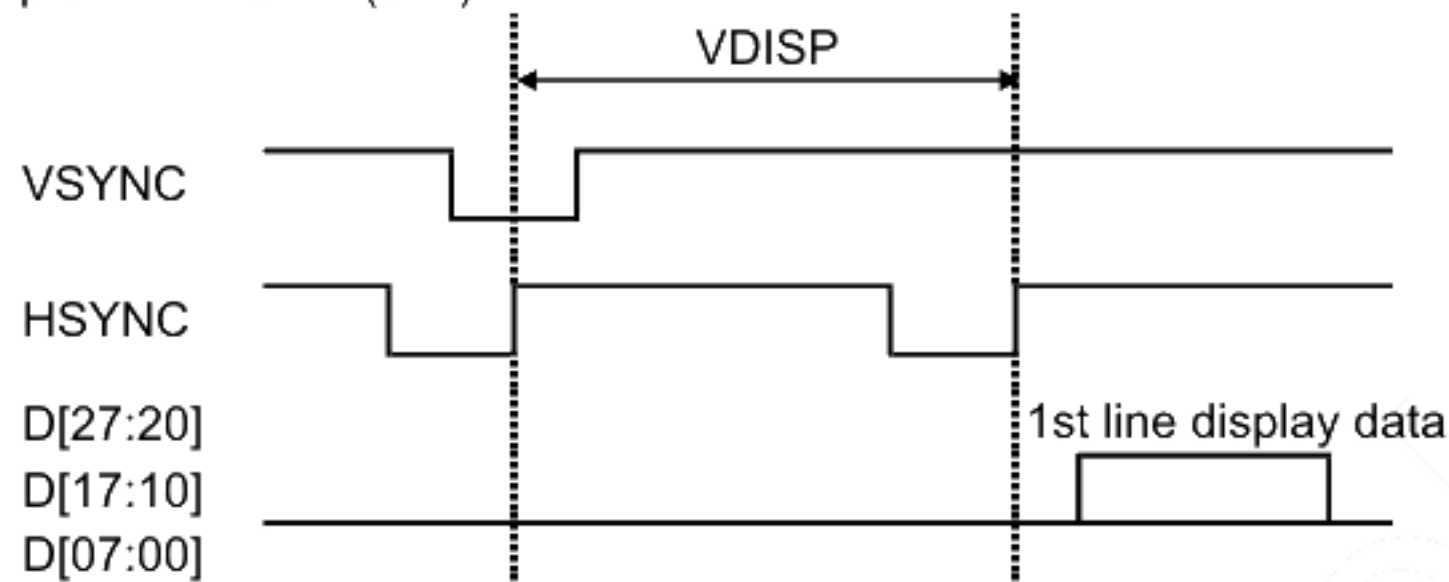 VDISP
VSYNC
HSYNC
D[27:20]
1st line display data
D[17:10]
D[07:00]